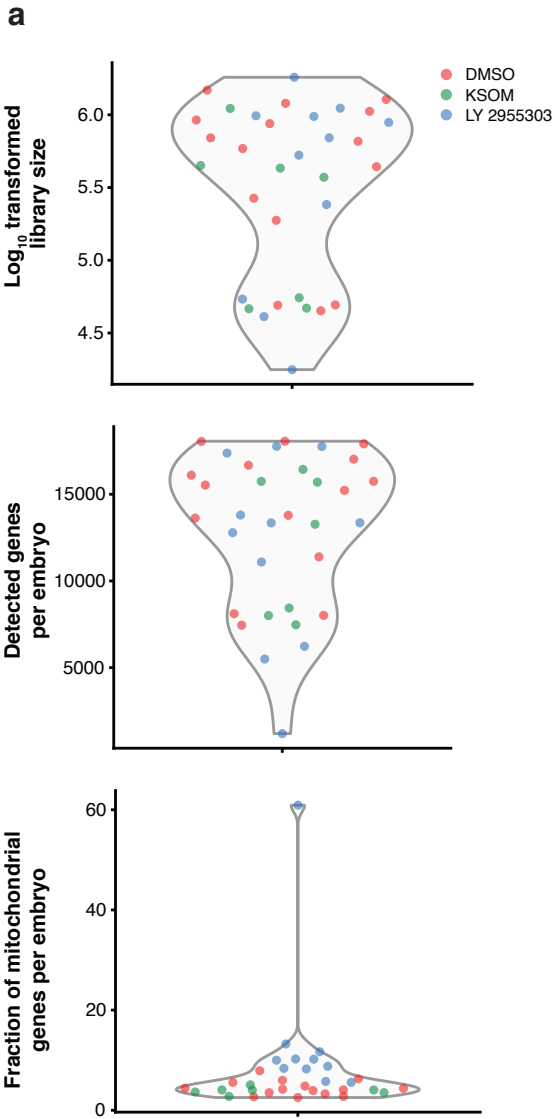 a
DMSO
KSOM
LY 2955303
Log10 transformed
library size
6.0
5.5
5.0
4.5
Detected genes
per embryo
15000
10000
5000
Fraction of mitochondrial
genes per embryo
60
40
20
0